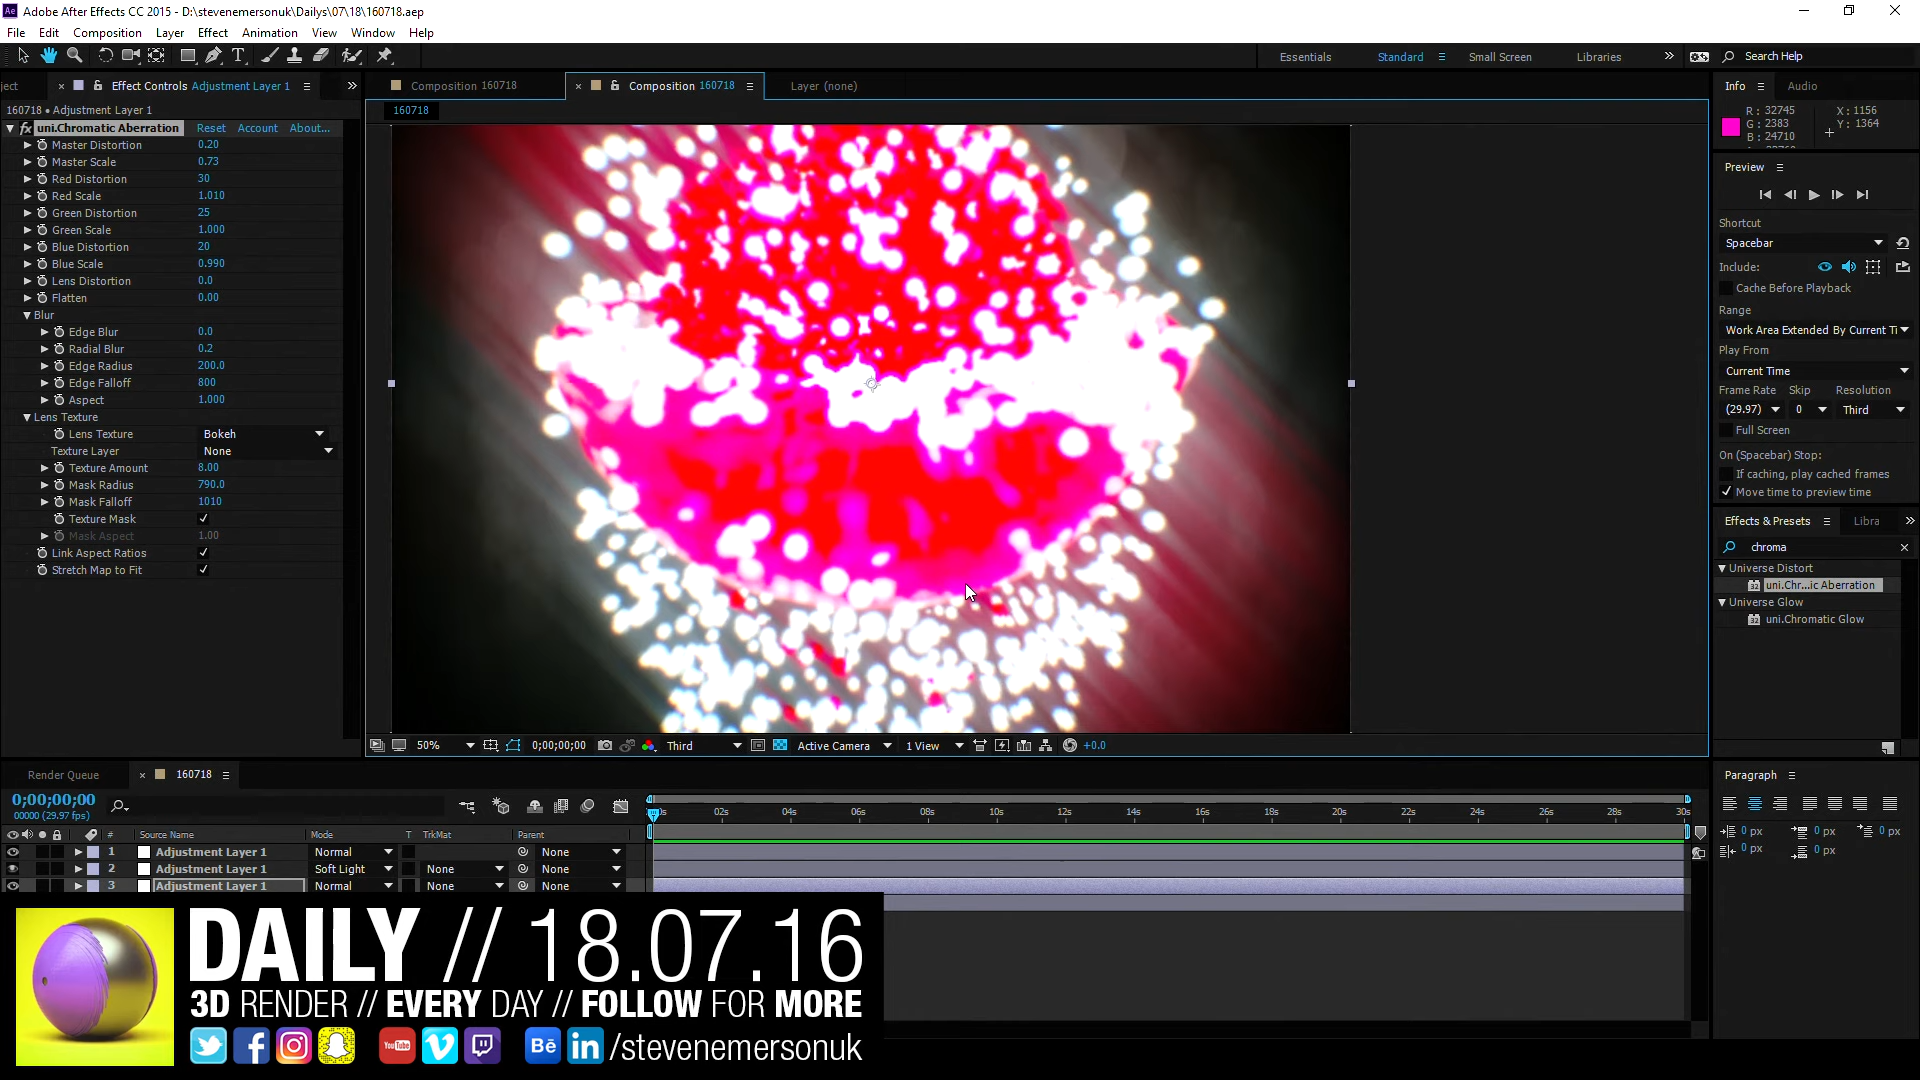 Ae Adobe After Effects CC 2015 - D:\stevenemersonuk\Dailys\07\18\160718.aep
File Edit Composition Layer Effect Animation View Window Help
T Essentials Standard Small Screen Libraries Search Help
ject Effect Controls Adjustment Layer 1
160718 • Adjustment Layer 1
fx uni.Chromatic Aberration Reset Account About...
Master Distortion 0.20
Master Scale 0.73
Red Distortion 30
Red Scale 1.010
Green Distortion 25
Green Scale 1.000
Blue Distortion 20
Blue Scale 0.990
Lens Distortion 0.0
Flatten 0.00
Blur
Edge Blur 0.0
Radial Blur 0.2
Edge Radius 200.0
Edge Falloff 800
Aspect 1.000
Lens Texture
Lens Texture Bokeh
Texture Layer None
Texture Amount 8.00
Mask Radius 790.0
Mask Falloff 1010
Texture Mask
Mask Aspect 1.00
Link Aspect Ratios
Stretch Map to Fit
Composition 160718 Composition 160718 Layer (none)
160718
50% 0;00;00;00 Third Active Camera 1 View +0.0
Info Audio
R : 32745 X : 1156
G : 2383 Y : 1364
B : 24710
Preview
Shortcut
Spacebar
Include:
Cache Before Playback
Range
Work Area Extended By Current Ti
Play From
Current Time
Frame Rate Skip Resolution
(29.97) 0 Third
Full Screen
On (Spacebar) Stop:
If caching, play cached frames
Move time to preview time
Effects & Presets Libra
chroma
Universe Distort
32 uni.Chr...ic Aberration
Universe Glow
32 uni.Chromatic Glow
Paragraph
0 px 0 px 0 px
0 px 0 px
Render Queue 160718
0;00;00;00
00000 (29.97 fps)
02s 04s 06s 08s 10s 12s 14s 16s 18s 20s 22s 24s 26s 28s 30s
# Source Name Mode T TrkMat Parent
1 Adjustment Layer 1 Normal None
2 Adjustment Layer 1 Soft Light None None
3 Adjustment Layer 1 Normal None None
DAILY // 18.07.16
3D RENDER // EVERY DAY // FOLLOW FOR MORE
YouTube Bē in /stevenemersonuk